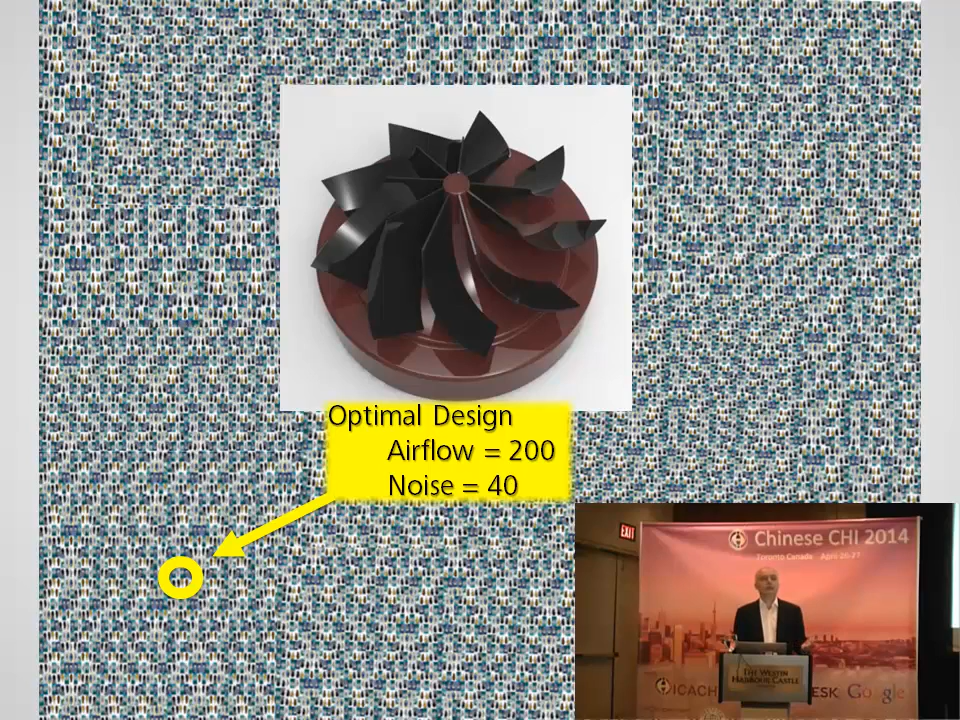 Optimal Design
Airflow = 200
Noise = 40
EXIT
Chinese CHI 2014
Toronto Canada April 26-27
THE WESTIN
HARBOUR CASTLE
ICACH
ESK Google